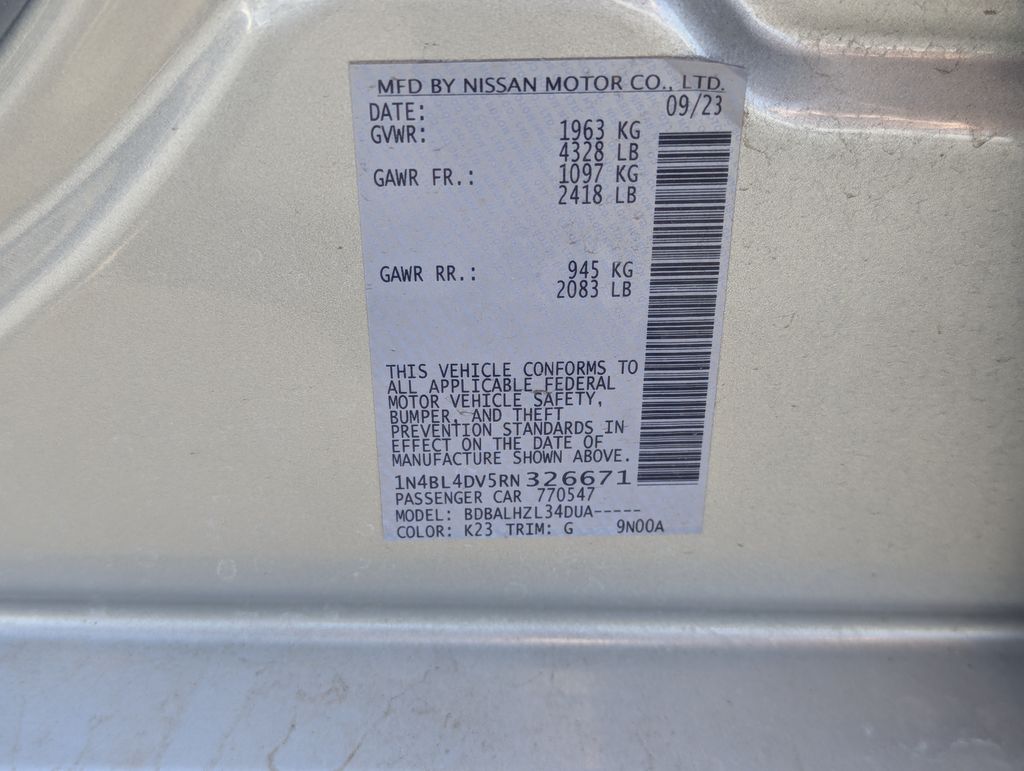 MFD BY NISSAN MOTOR CO., LTD.
DATE: 09/23
GVWR: 1963 KG
4328 LB
GAWR FR.: 1097 KG
2418 LB
GAWR RR.: 945 KG
2083 LB
THIS VEHICLE CONFORMS TO
ALL APPLICABLE FEDERAL
MOTOR VEHICLE SAFETY,
BUMPER, AND THEFT
PREVENTION STANDARDS IN
EFFECT ON THE DATE OF
MANUFACTURE SHOWN ABOVE.
1N4BL4DV5RN326671
PASSENGER CAR 770547
MODEL: BDBALHZL34DUA-----
COLOR: K23 TRIM: G 9N00A